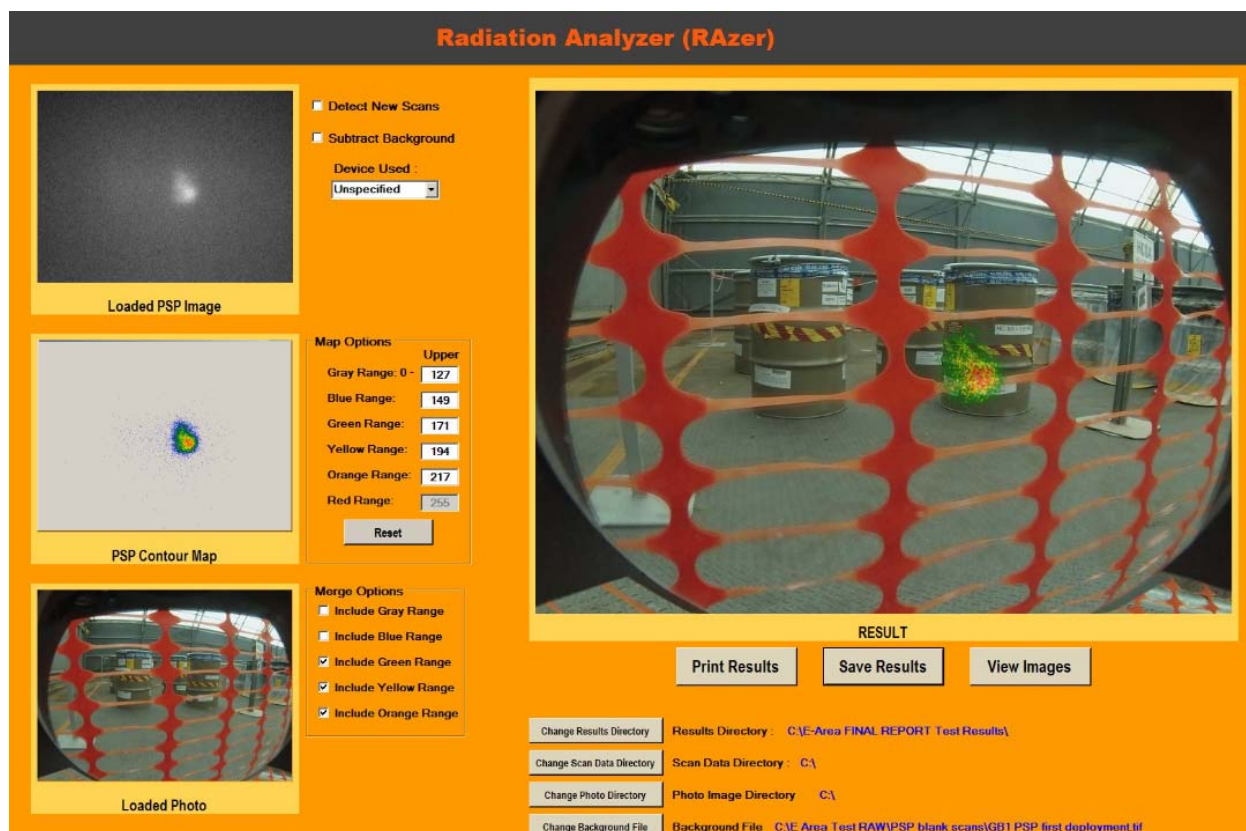 Radiation Analyzer (RAzer)
Detect New Scans
Subtract Background
Device Used :
Unspecified
Loaded PSP Image
Map Options
Upper
Gray Range: 0 - 127
Blue Range: 149
Green Range: 171
Yellow Range: 194
Orange Range: 217
Red Range: 255
Reset
PSP Contour Map
Merge Options
Include Gray Range
Include Blue Range
Include Green Range
Include Yellow Range
Include Orange Range
Loaded Photo
RESULT
Print Results Save Results View Images
Change Results Directory Results Directory : C:\E-Area FINAL REPORT Test Results\
Change Scan Data Directory Scan Data Directory : C:\
Change Photo Directory Photo Image Directory C:\
Change Background File Background File C:\E Area Test RAW\PSP blank scans\GB1 PSP first deployment.tif